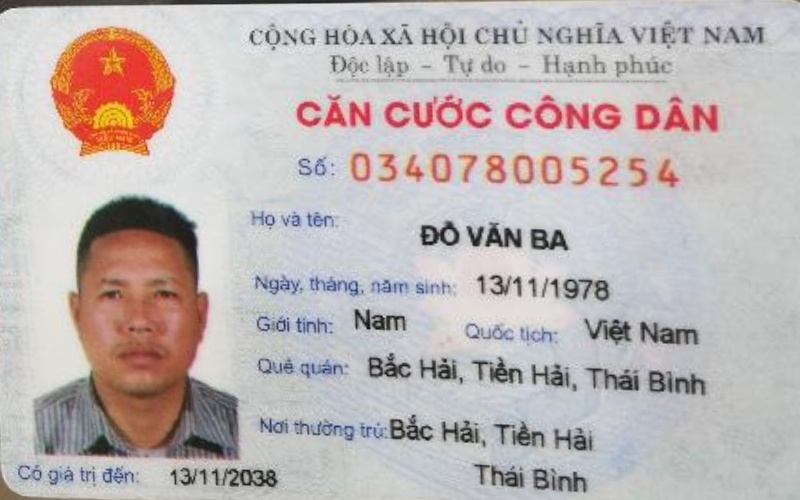 CỘNG HÒA XÃ HỘI CHỦ NGHĨA VIỆT NAM
Độc lập – Tự do – Hạnh phúc
CĂN CƯỚC CÔNG DÂN
Số: 034078005254
Họ và tên:
ĐỖ VĂN BA
Ngày, tháng, năm sinh: 13/11/1978
Giới tính: Nam Quốc tịch: Việt Nam
Quê quán: Bắc Hải, Tiền Hải, Thái Bình
Nơi thường trú: Bắc Hải, Tiền Hải
Thái Bình
Có giá trị đến: 13/11/2038